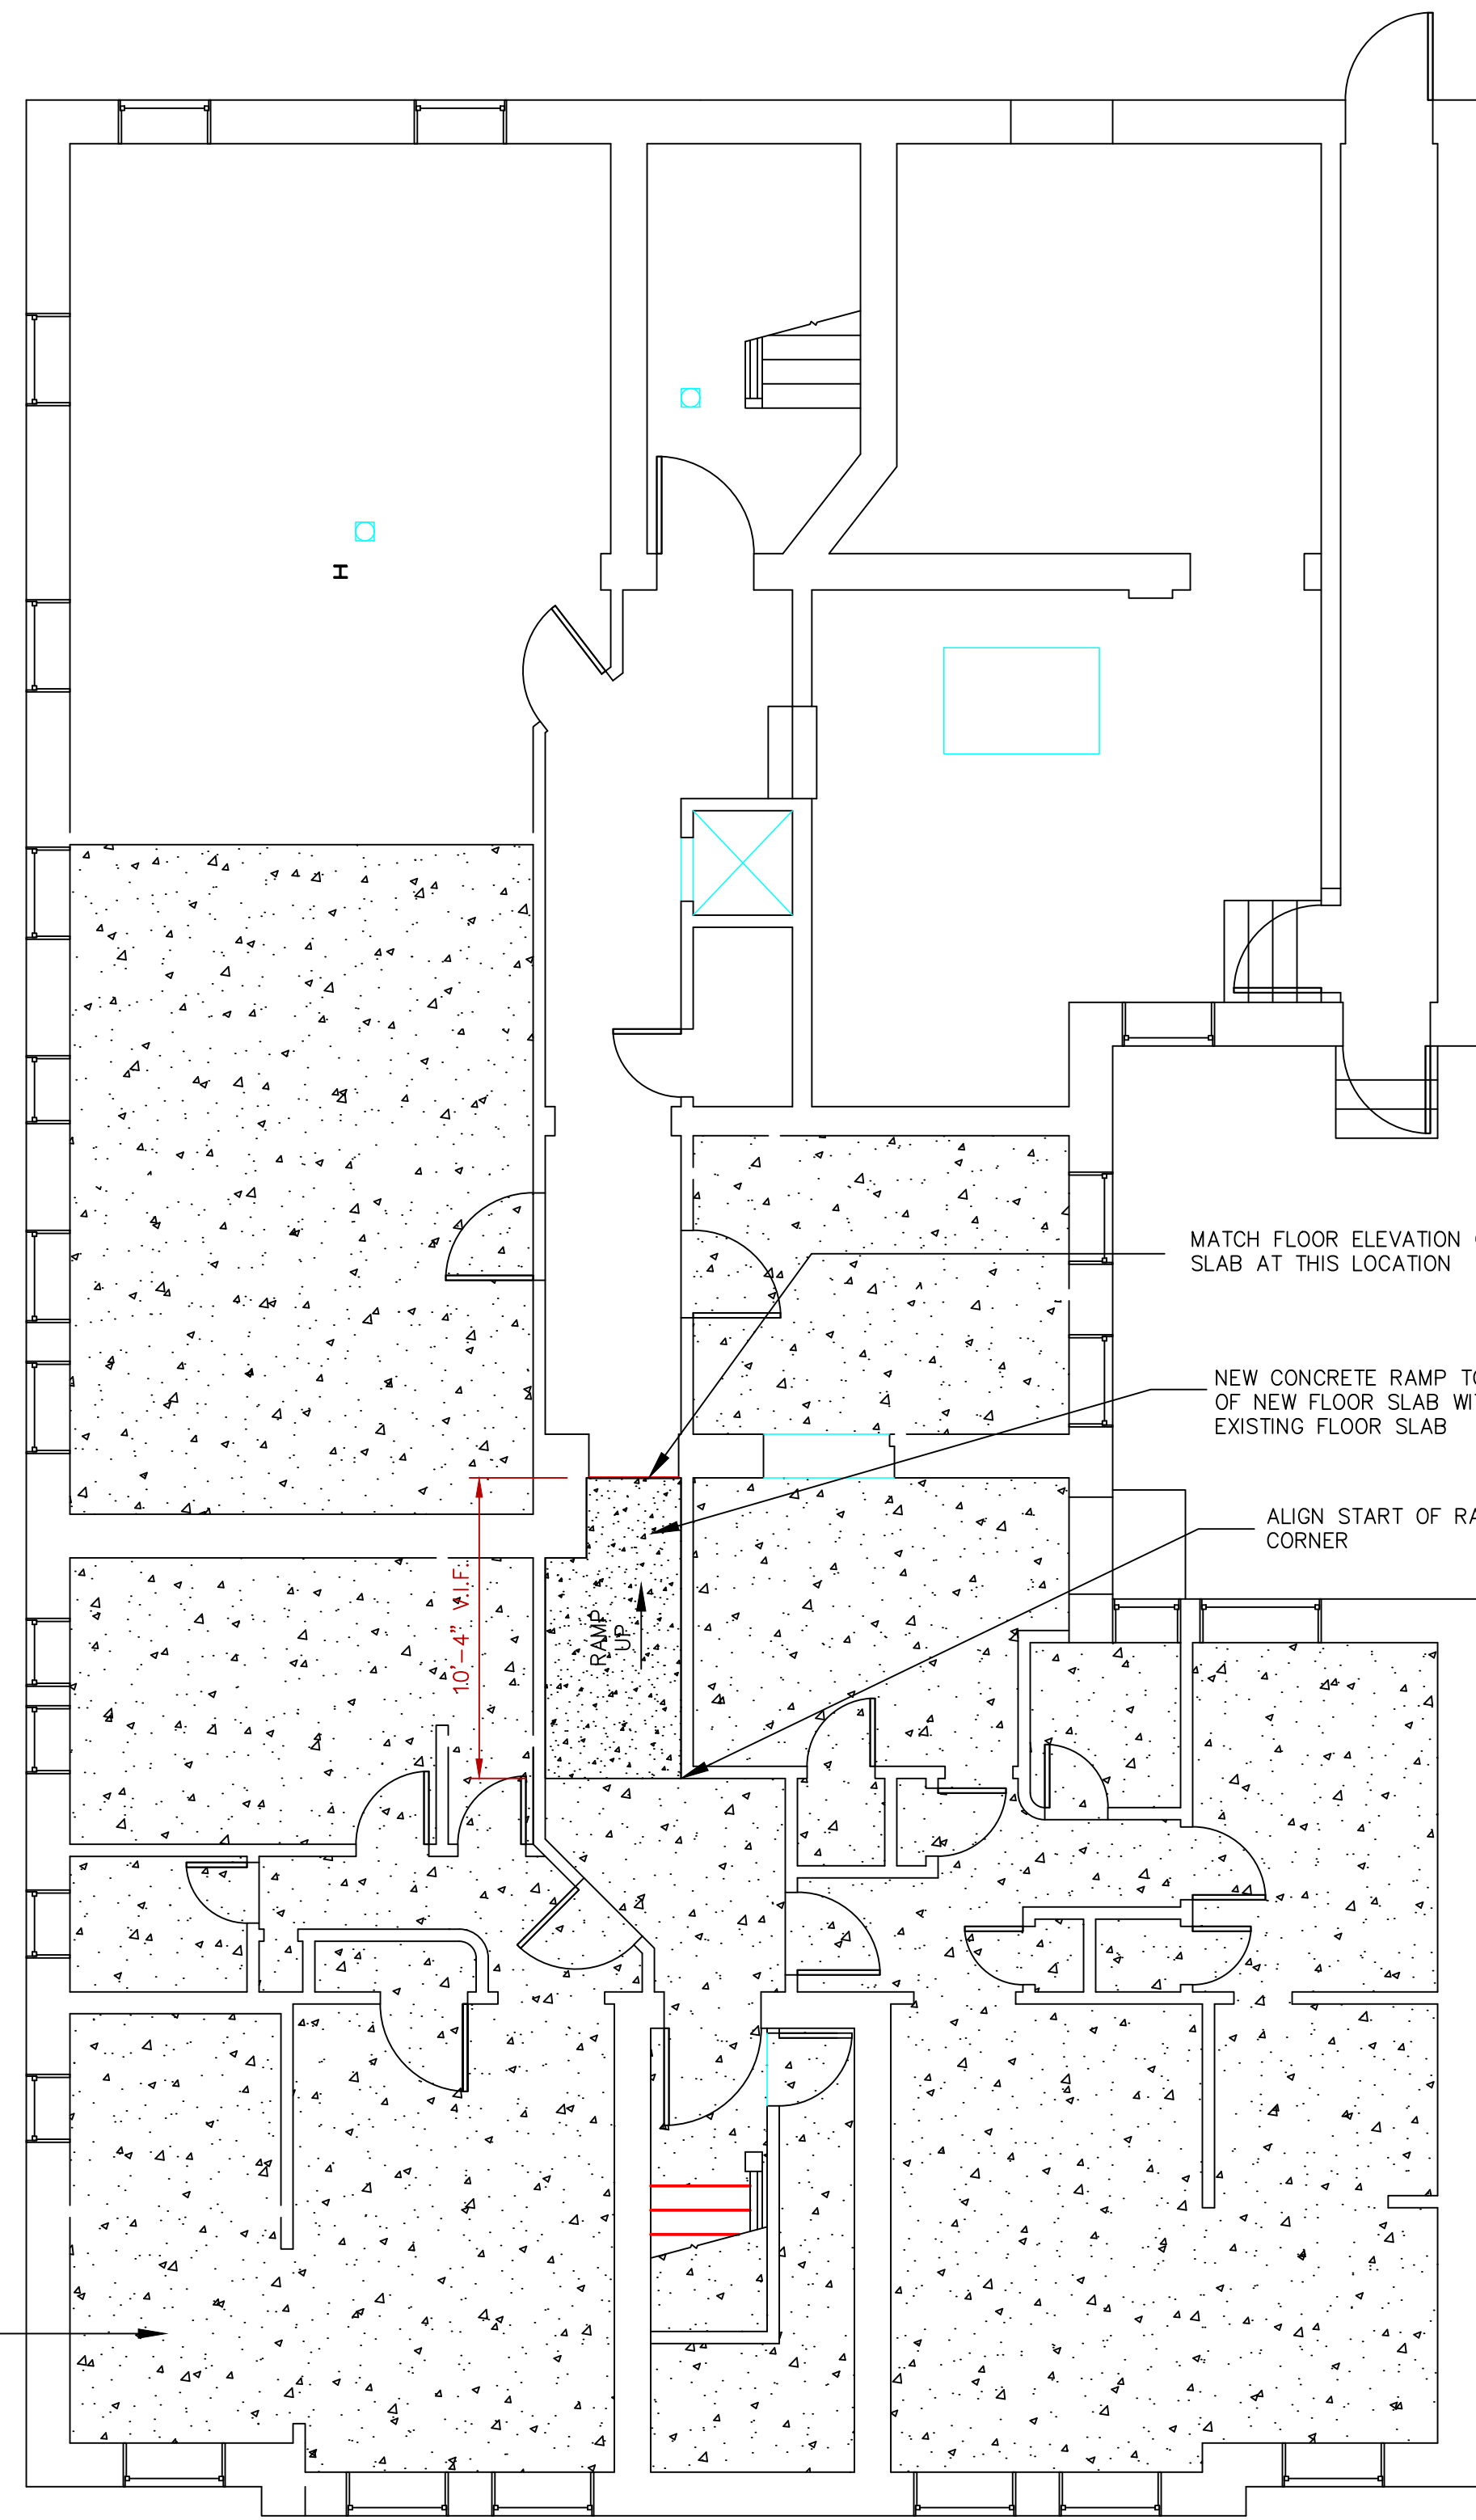 H
MATCH FLOOR ELEVATION
SLAB AT THIS LOCATION
NEW CONCRETE RAMP TO
OF NEW FLOOR SLAB
EXISTING FLOOR SLAB
ALIGN START OF
CORNER
10'-4" V.I.F.
RAMP
UP